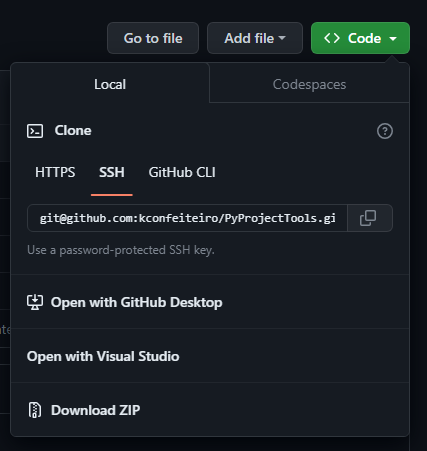 Go to file
Add file
Code
Local
Codespaces
Clone
HTTPS
SSH
GitHub CLI
git@github.com:kconfeiteiro/PyProjectTools.gi
Use a password-protected SSH key.
Open with GitHub Desktop
Open with Visual Studio
Download ZIP